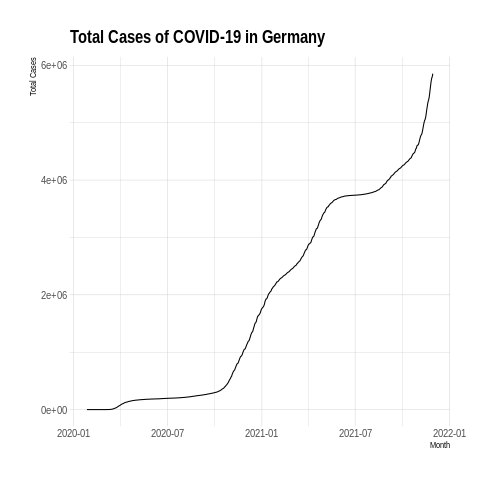 Total Cases of COVID-19 in Germany
Total Cases
6e+06
4e+06
2e+06
0e+00
2020-01 2020-07 2021-01 2021-07 2022-01
Month